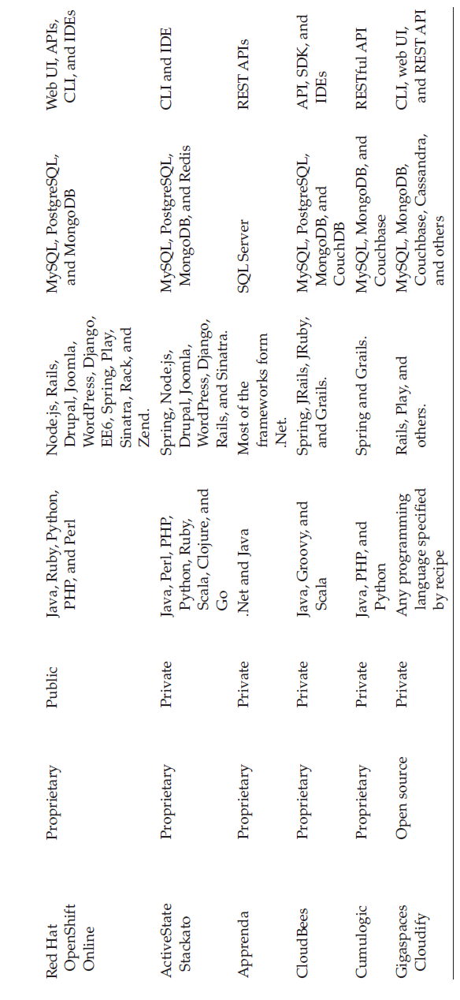 Red Hat
OpenShift
Online
Proprietary
Public
Java, Ruby, Python,
PHP, and Perl
Node.js, Rails,
Drupal, Joomla,
WordPress, Django,
EE6, Spring, Play,
Sinatra, Rack, and
Zend.
MySQL, PostgreSQL,
and MongoDB
Web UI, APIs,
CLI, and IDEs
ActiveState
Stackato
Proprietary
Private
Java, Perl, PHP,
Python, Ruby,
Scala, Clojure, and
Go
Spring, Node.js,
Drupal, Joomla,
WordPress, Django,
Rails, and Sinatra.
MySQL, PostgreSQL,
MongoDB, and Redis
CLI and IDE
Apprenda
Proprietary
Private
.Net and Java
Most of the
frameworks form
.Net.
SQL Server
REST APIs
CloudBees
Proprietary
Private
Java, Groovy, and
Scala
Spring, JRails, JRuby,
and Grails.
MySQL, PostgreSQL,
MongoDB, and
CouchDB
API, SDK, and
IDEs
Cumulogic
Proprietary
Private
Java, PHP, and
Python
Spring and Grails.
MySQL, MongoDB, and
Couchbase
RESTful API
Gigaspaces
Cloudify
Open source
Private
Any programming
language specified
by recipe
Rails, Play, and
others.
MySQL, MongoDB,
Couchbase, Cassandra,
and others
CLI, web UI,
and REST API